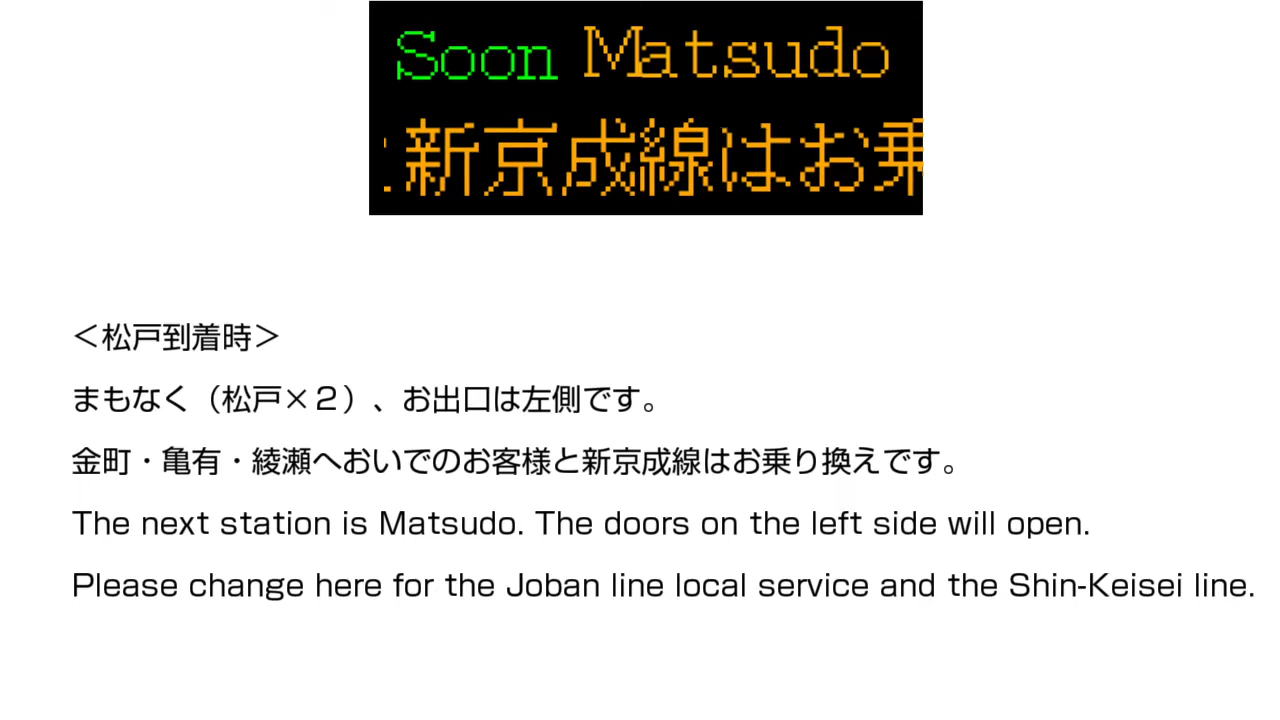 Soon Matsudo
新京成線はお乗
＜松戸到着時＞
まもなく（松戸×２）、お出口は左側です。
金町・亀有・綾瀬へおいでのお客様と新京成線はお乗り換えです。
The next station is Matsudo. The doors on the left side will open.
Please change here for the Joban line local service and the Shin-Keisei line.